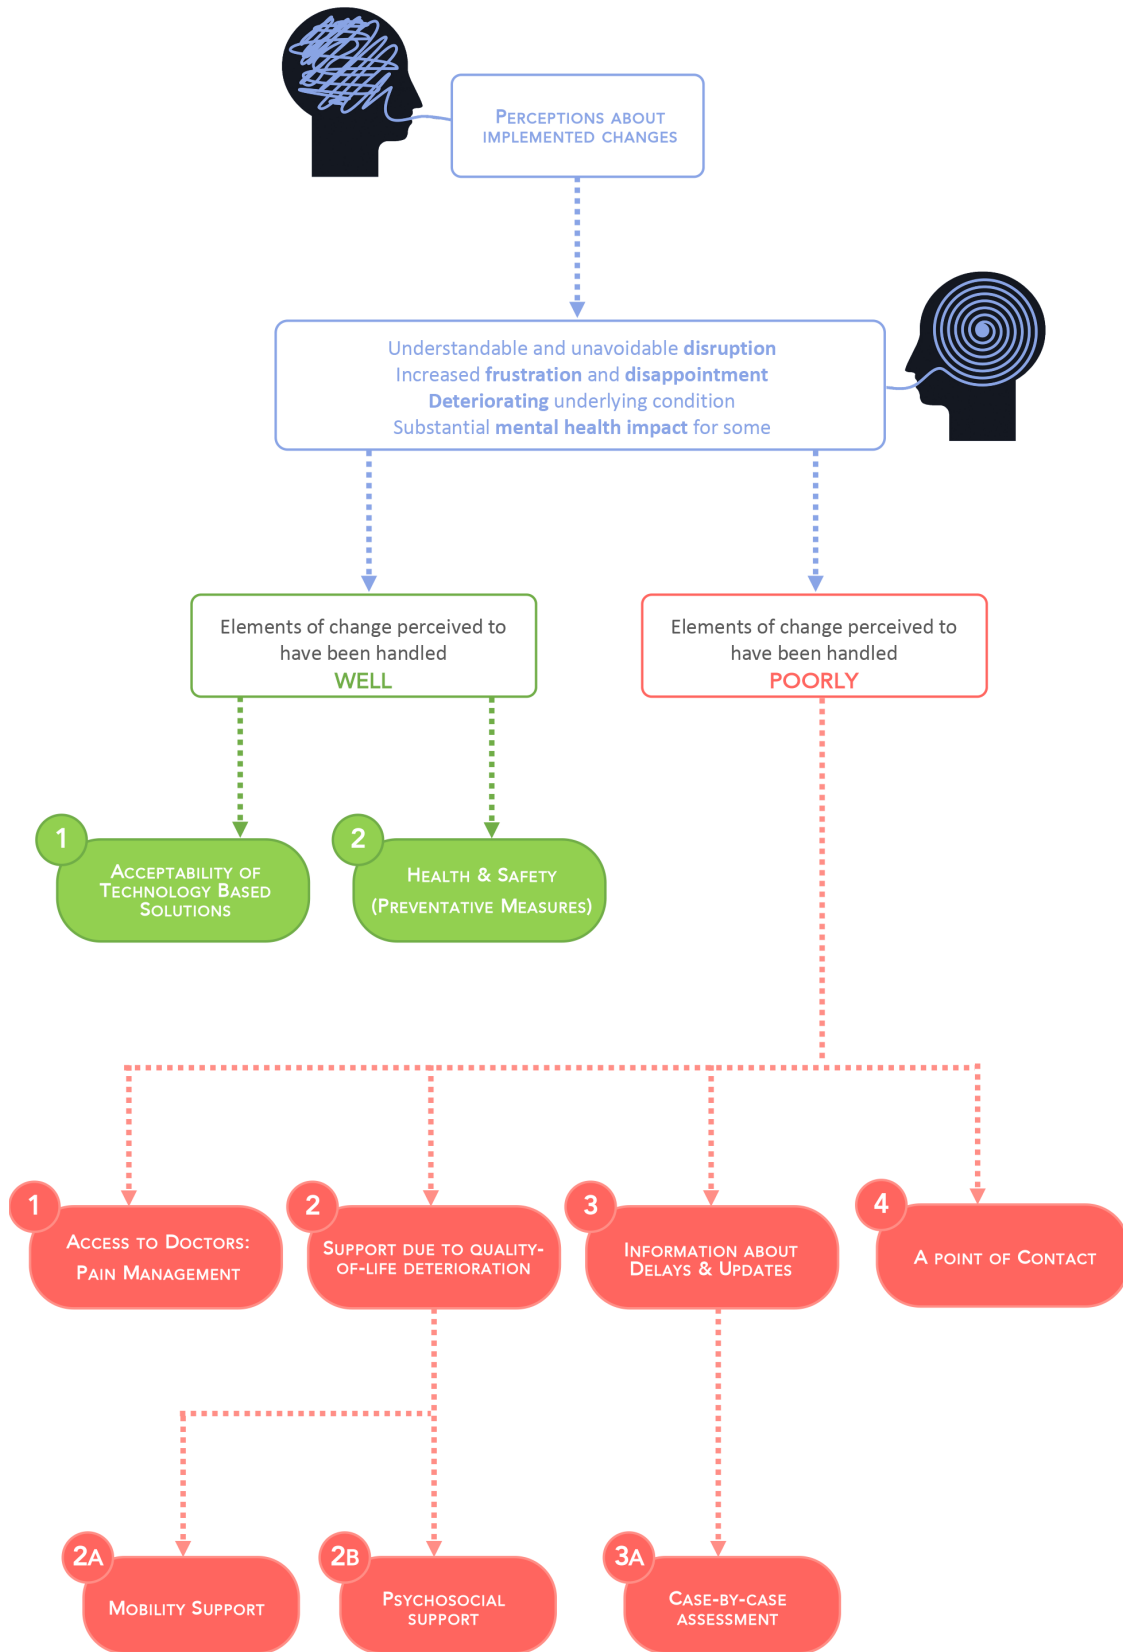 Perceptions about
implemented changes
Understandable and unavoidable disruption
Increased frustration and disappointment
Deteriorating underlying condition
Substantial mental health impact for some
Elements of change perceived to
have been handled
WELL
Elements of change perceived to
have been handled
POORLY
1
Acceptability of
Technology Based
Solutions
2
Health & Safety
(Preventative Measures)
1
Access to Doctors:
Pain Management
2
Support due to quality-
of-life deterioration
3
Information about
Delays & Updates
4
A point of Contact
2A
Mobility Support
2B
Psychosocial
support
3A
Case-by-case
assessment